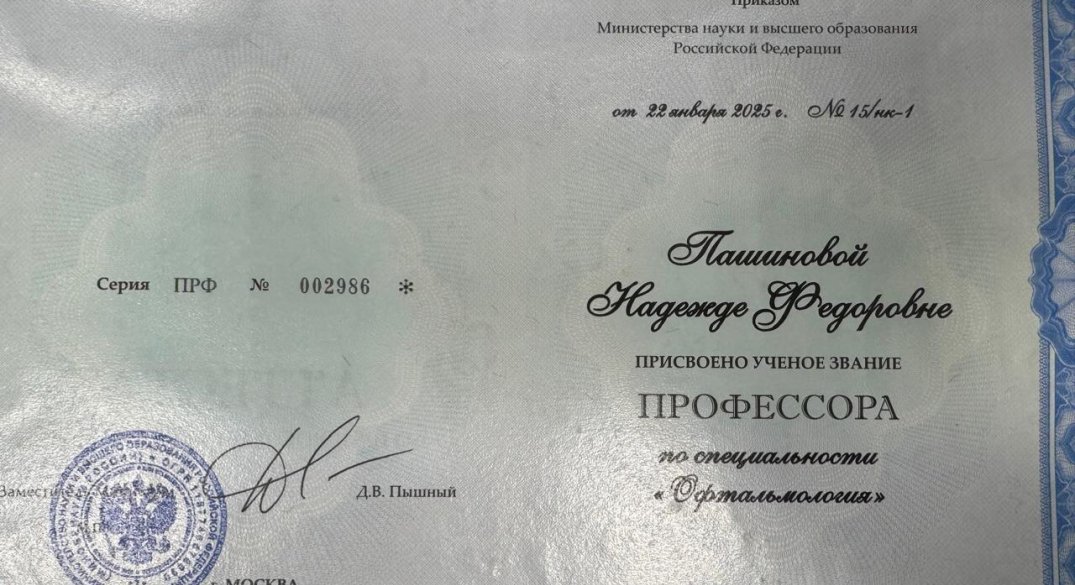 Серия ПРФ № 002986 *
Д.В. Пышный
г. МОСКВА
Приказом
Министерства науки и высшего образования
Российской Федерации
от 22 января 2025 г. № 15/нк-1
Пашиновой
Надежде Федоровне
ПРИСВОЕНО УЧЕНОЕ ЗВАНИЕ
ПРОФЕССОРА
по специальности
«Офтальмология»